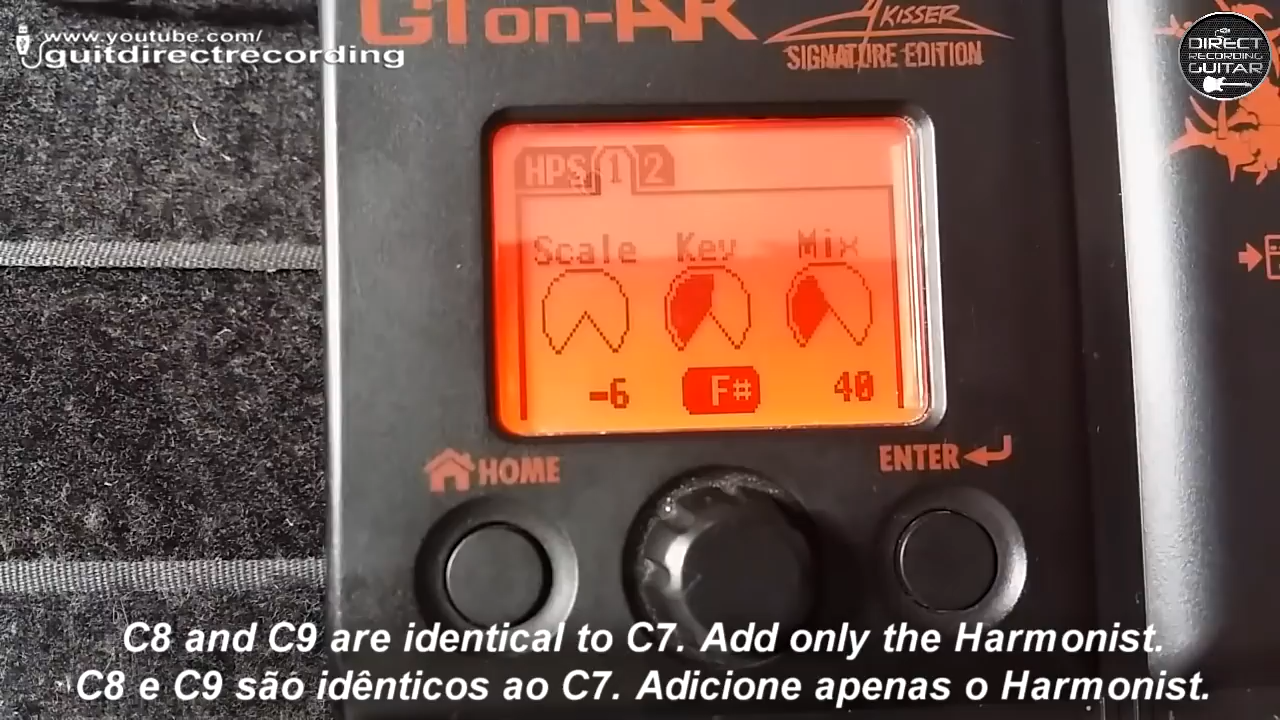 www.youtube.com/
guitdirectrecording
G1on-AK
KISSER
SIGNATURE EDITION
DIRECT
RECORDING
GUITAR
HPS 1 2
Scale Key Mix
-6 F# 40
HOME
ENTER
C8 and C9 are identical to C7. Add only the Harmonist.
C8 e C9 são idênticos ao C7. Adicione apenas o Harmonist.